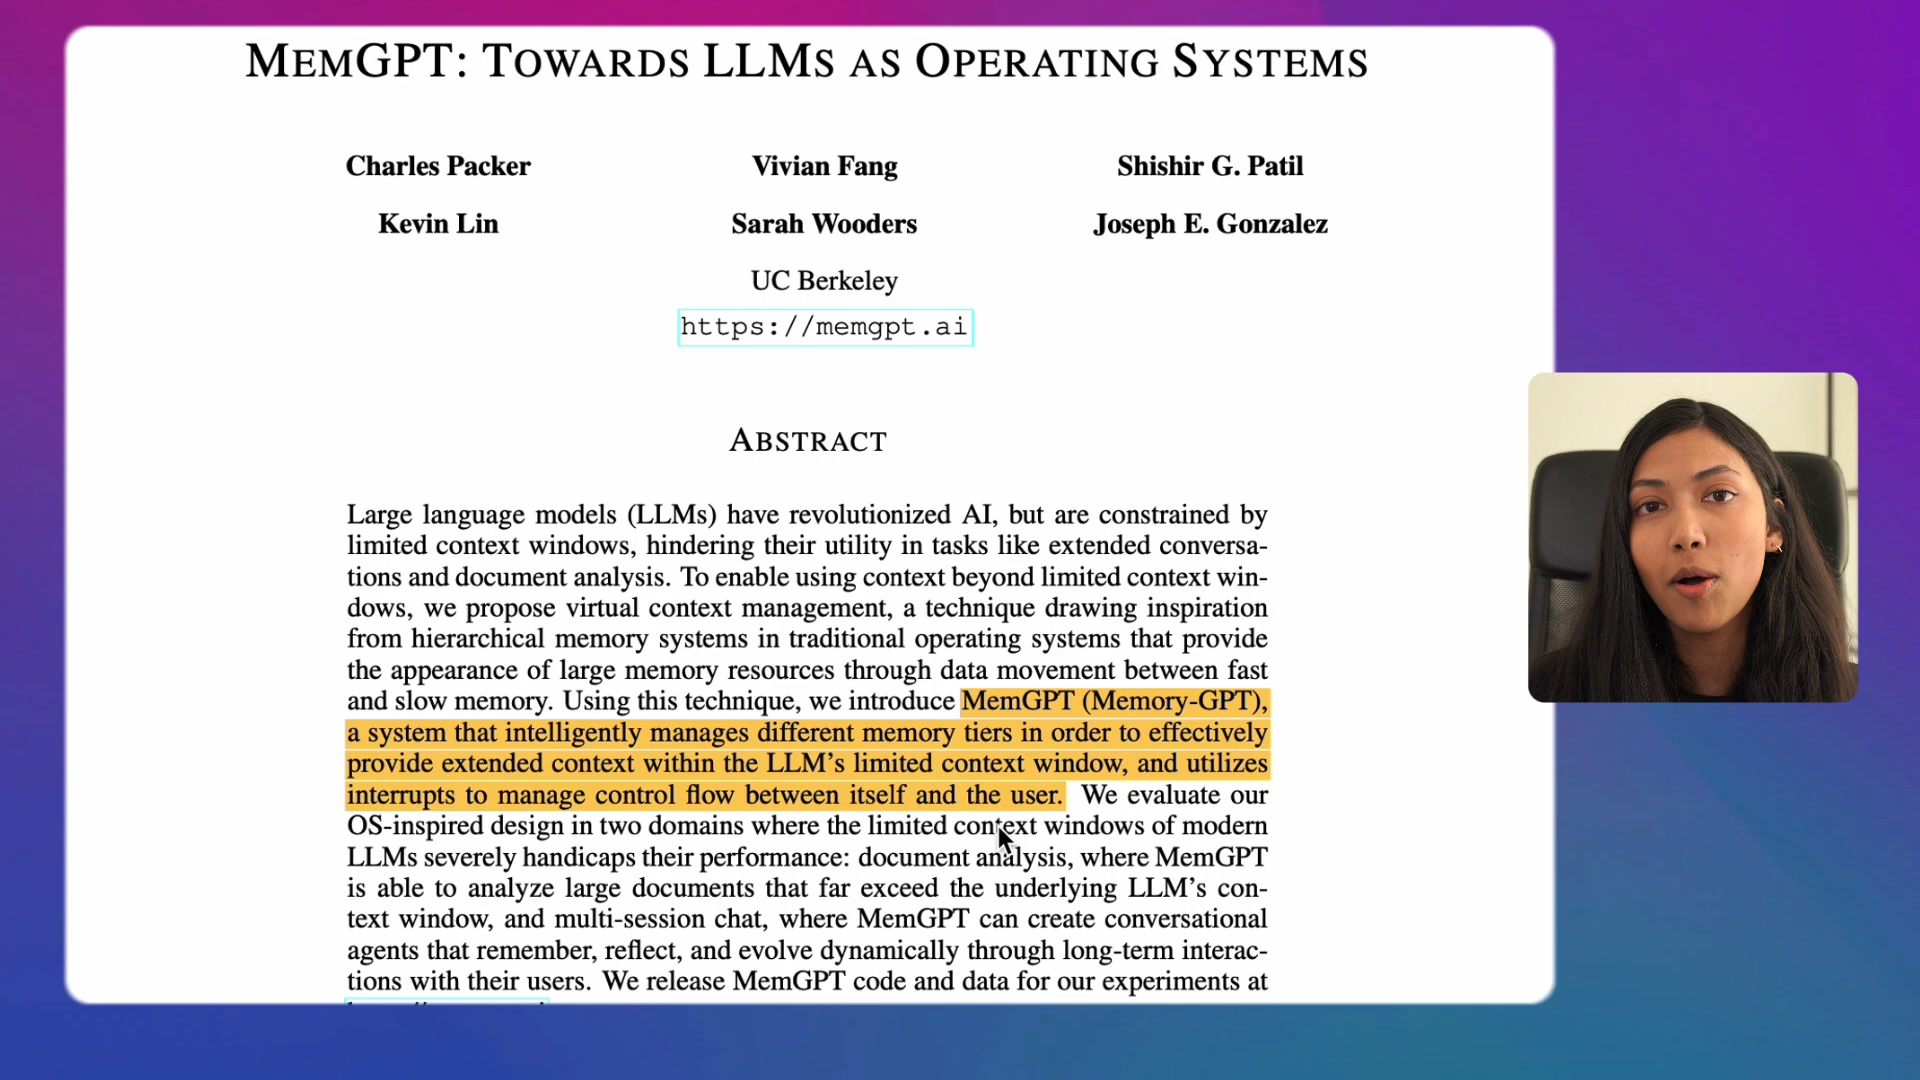 MEMGPT: TOWARDS LLMS AS OPERATING SYSTEMS
Charles Packer Vivian Fang Shishir G. Patil
Kevin Lin Sarah Wooders Joseph E. Gonzalez
UC Berkeley
https://memgpt.ai
ABSTRACT
Large language models (LLMs) have revolutionized AI, but are constrained by
limited context windows, hindering their utility in tasks like extended conversa-
tions and document analysis. To enable using context beyond limited context win-
dows, we propose virtual context management, a technique drawing inspiration
from hierarchical memory systems in traditional operating systems that provide
the appearance of large memory resources through data movement between fast
and slow memory. Using this technique, we introduce MemGPT (Memory-GPT),
a system that intelligently manages different memory tiers in order to effectively
provide extended context within the LLM’s limited context window, and utilizes
interrupts to manage control flow between itself and the user. We evaluate our
OS-inspired design in two domains where the limited context windows of modern
LLMs severely handicaps their performance: document analysis, where MemGPT
is able to analyze large documents that far exceed the underlying LLM’s con-
text window, and multi-session chat, where MemGPT can create conversational
agents that remember, reflect, and evolve dynamically through long-term interac-
tions with their users. We release MemGPT code and data for our experiments at